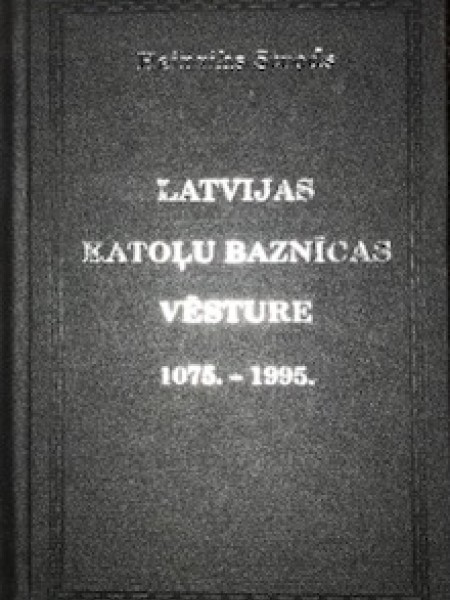 Heinrihs Strods
LATVIJAS
KATOĻU BAZNĪCAS
VĒSTURE
1075. – 1995.